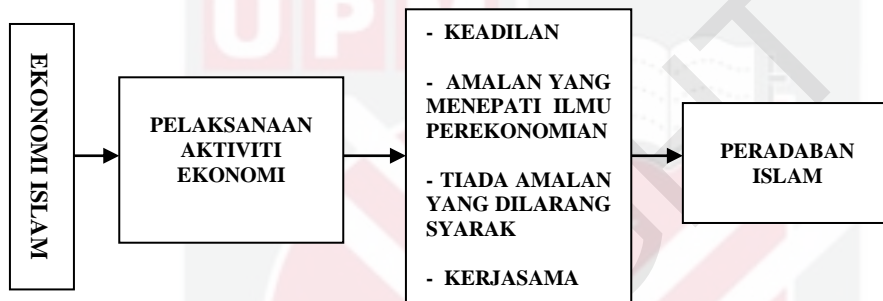 EKONOMI ISLAM
PELAKSANAAN
AKTIVITI
EKONOMI
- KEADILAN
- AMALAN YANG
MENEPATI ILMU
PEREKONOMIAN
- TIADA AMALAN
YANG DILARANG
SYARAK
- KERJASAMA
PERADABAN
ISLAM
UPM